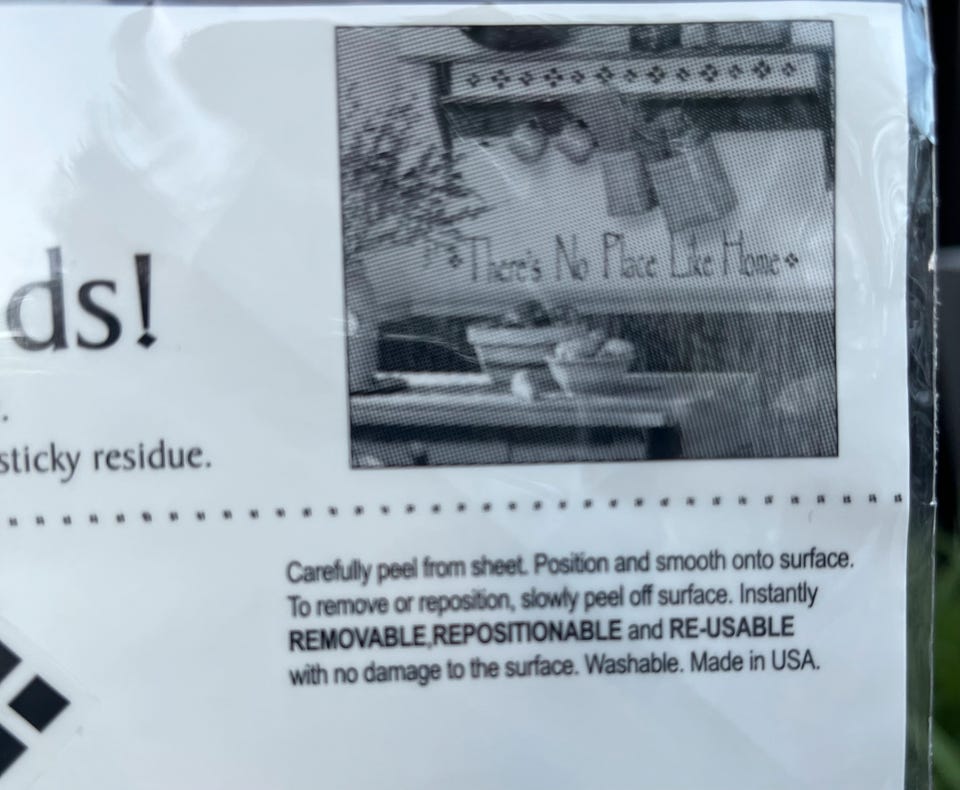 There's No Place Like Home
ds!
.
sticky residue.
Carefully peel from sheet. Position and smooth onto surface.
To remove or reposition, slowly peel off surface. Instantly
REMOVABLE,REPOSITIONABLE and RE-USABLE
with no damage to the surface. Washable. Made in USA.